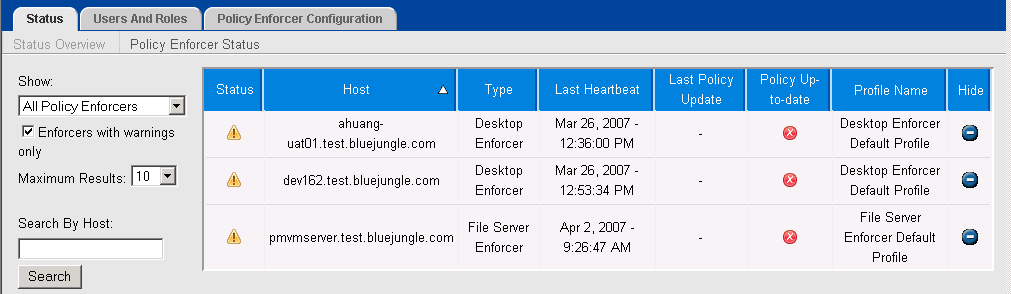 Status Users And Roles Policy Enforcer Configuration
Status Overview Policy Enforcer Status
Show:
All Policy Enforcers
Enforcers with warnings
only
Maximum Results: 10
Search By Host:
Search
Status Host Type Last Heartbeat Last Policy Update Policy Up-to-date Profile Name Hide
ahuang-uat01.test.bluejungle.com Desktop Enforcer Mar 26, 2007 - 12:36:00 PM - Desktop Enforcer Default Profile
dev162.test.bluejungle.com Desktop Enforcer Mar 26, 2007 - 12:53:34 PM - Desktop Enforcer Default Profile
pmvmserver.test.bluejungle.com File Server Enforcer Apr 2, 2007 - 9:26:47 AM - File Server Enforcer Default Profile